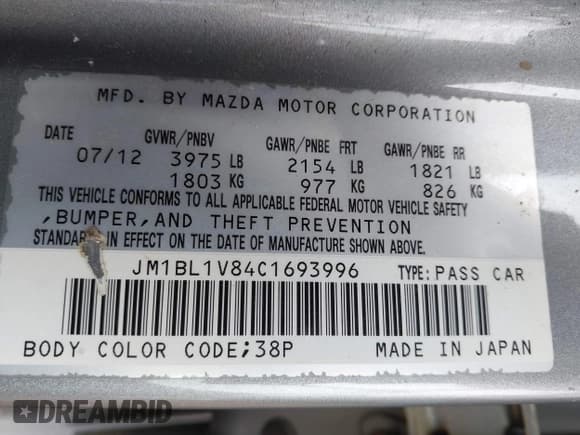 MFD. BY MAZDA MOTOR CORPORATION
DATE GVWR/PNBV GAWR/PNBE FRT GAWR/PNBE RR
07/12 3975 LB 2154 LB 1821 LB
1803 KG 977 KG 826 KG
THIS VEHICLE CONFORMS TO ALL APPLICABLE FEDERAL MOTOR VEHICLE SAFETY
,BUMPER,AND THEFT PREVENTION
STANDARDS IN EFFECT ON THE DATE OF MANUFACTURE SHOWN ABOVE.
JM1BL1V84C1693996 TYPE: PASS CAR
BODY COLOR CODE;38P MADE IN JAPAN
DREAMBID